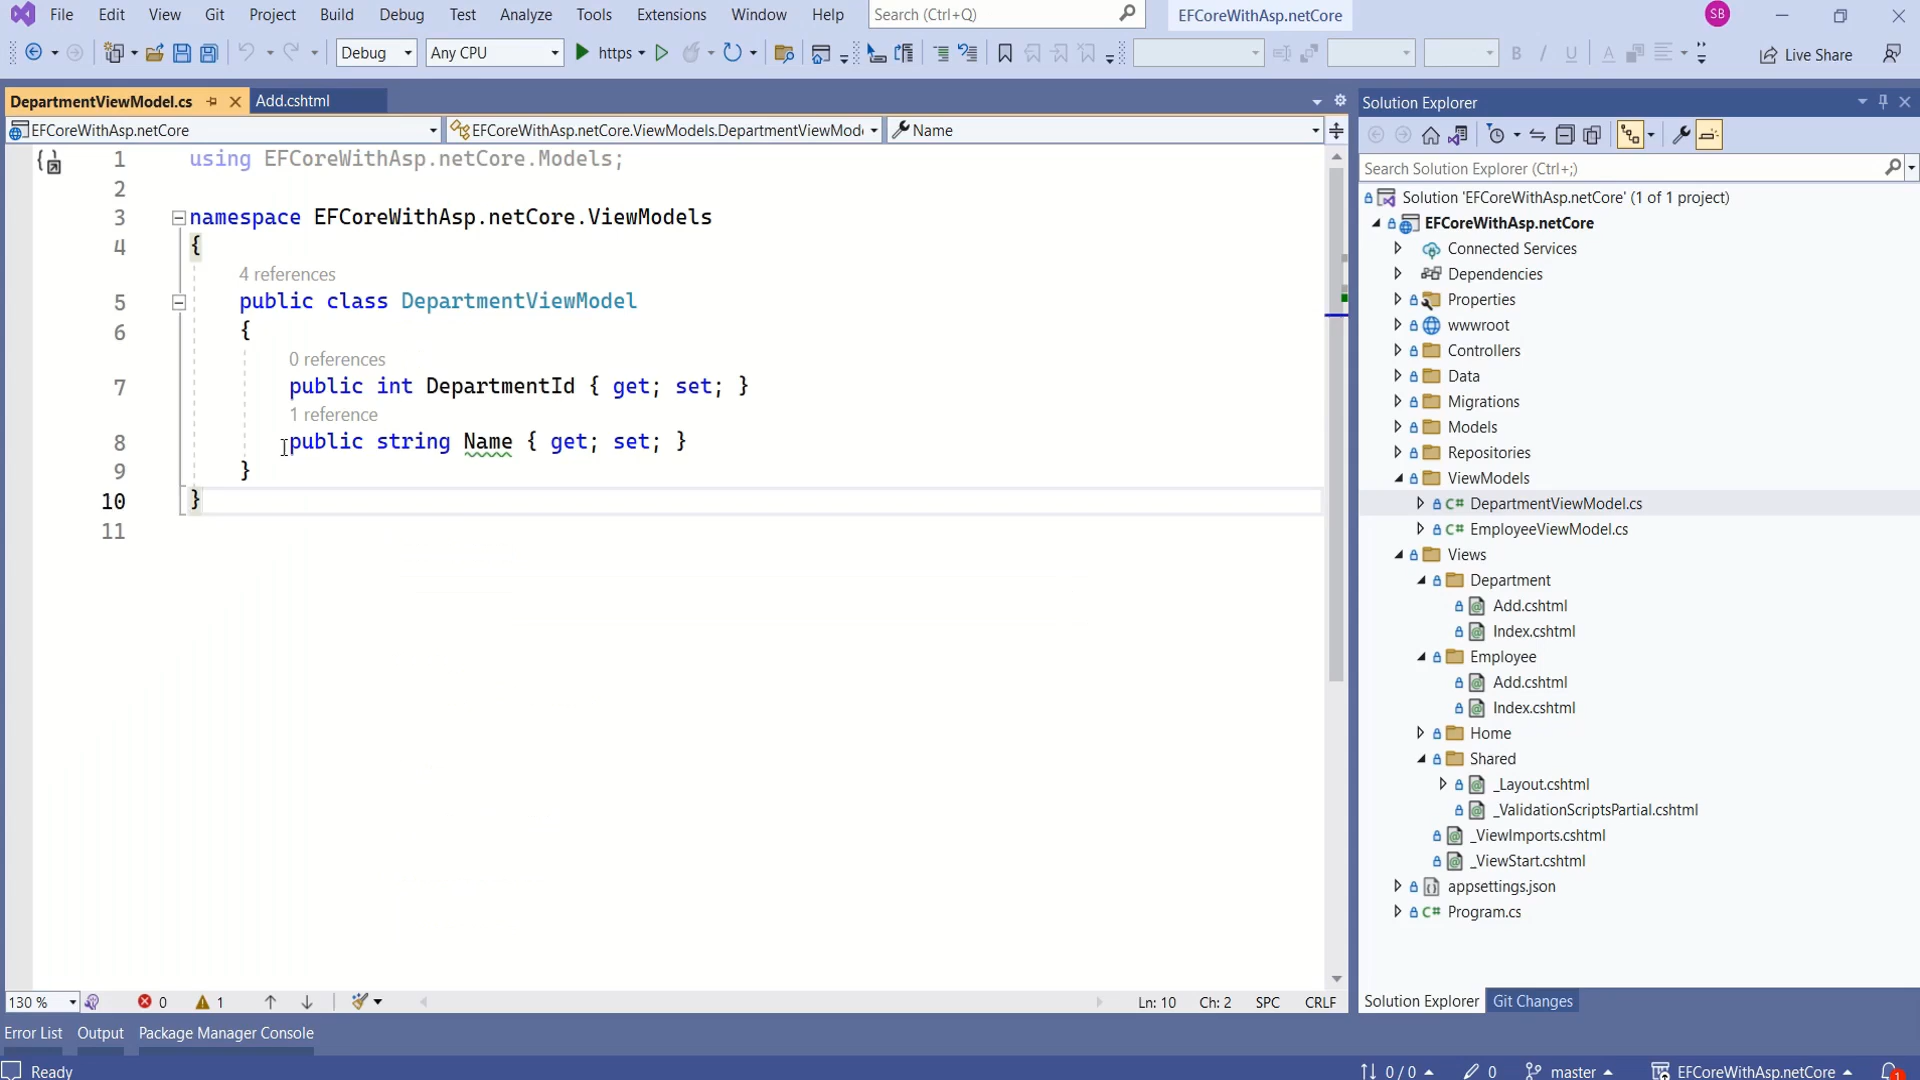 File Edit View Git Project Build Debug Test Analyze Tools Extensions Window Help Search (Ctrl+Q) EFCoreWithAsp.netCore SB
Debug Any CPU https Live Share
DepartmentViewModel.cs Add.cshtml
EFCoreWithAsp.netCore EFCoreWithAsp.netCore.ViewModels.DepartmentViewMode Name
1 using EFCoreWithAsp.netCore.Models;
2
3 namespace EFCoreWithAsp.netCore.ViewModels
4 {
4 references
5 public class DepartmentViewModel
6 {
0 references
7 public int DepartmentId { get; set; }
1 reference
8 public string Name { get; set; }
9 }
10 }
11
130 % 0 1 Ln: 10 Ch: 2 SPC CRLF
Solution Explorer
Search Solution Explorer (Ctrl+;)
Solution 'EFCoreWithAsp.netCore' (1 of 1 project)
EFCoreWithAsp.netCore
Connected Services
Dependencies
Properties
wwwroot
Controllers
Data
Migrations
Models
Repositories
ViewModels
C# DepartmentViewModel.cs
C# EmployeeViewModel.cs
Views
Department
Add.cshtml
Index.cshtml
Employee
Add.cshtml
Index.cshtml
Home
Shared
_Layout.cshtml
_ValidationScriptsPartial.cshtml
_ViewImports.cshtml
_ViewStart.cshtml
appsettings.json
C# Program.cs
Solution Explorer Git Changes
Error List Output Package Manager Console
Ready 0 / 0 0 master EFCoreWithAsp.netCore 1